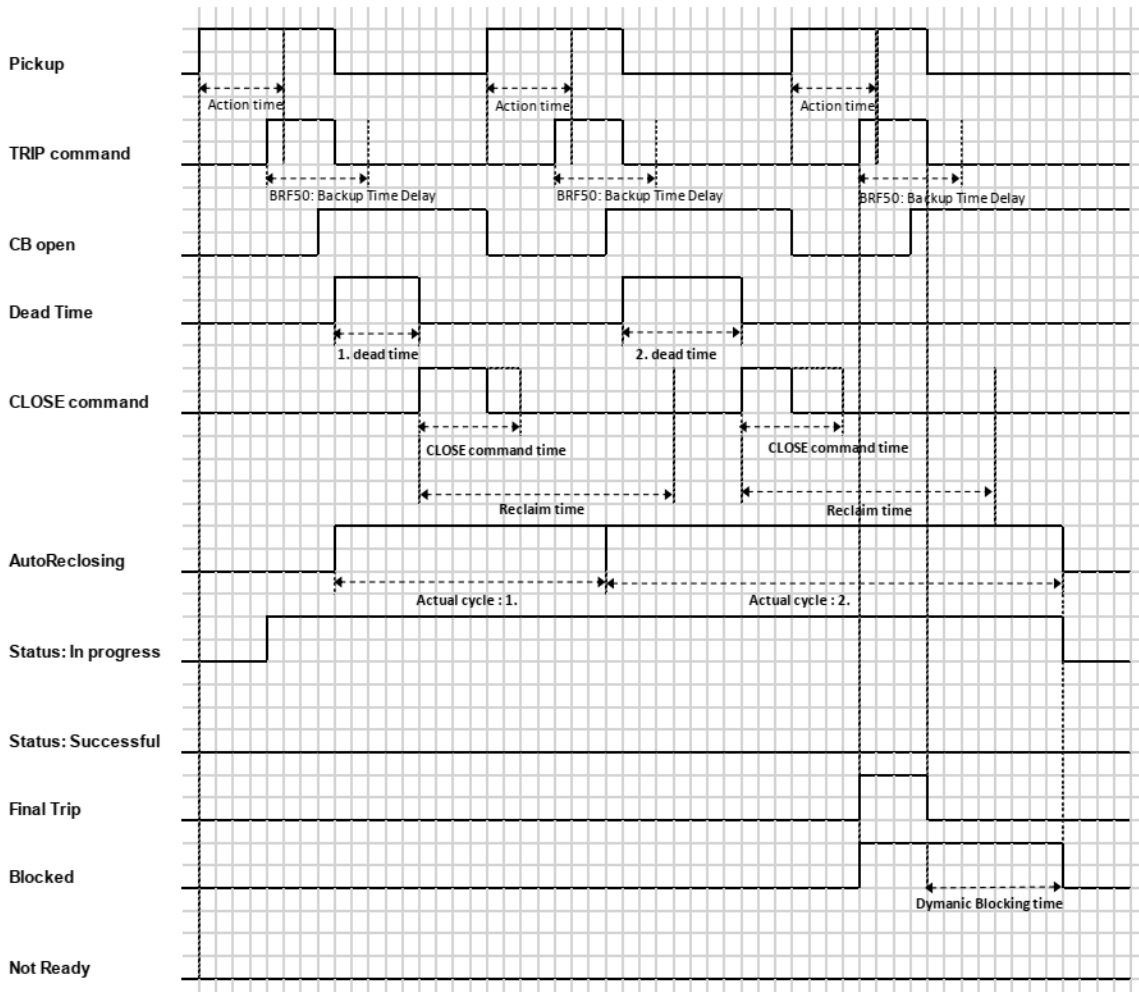 Pickup
Action time
Action time
Action time
TRIP command
BRF50: Backup Time Delay
BRF50: Backup Time Delay
BRF50: Backup Time Delay
CB open
Dead Time
1. dead time
2. dead time
CLOSE command
CLOSE command time
CLOSE command time
Reclaim time
Reclaim time
AutoReclosing
Actual cycle : 1.
Actual cycle : 2.
Status: In progress
Status: Successful
Final Trip
Blocked
Dymanic Blocking time
Not Ready